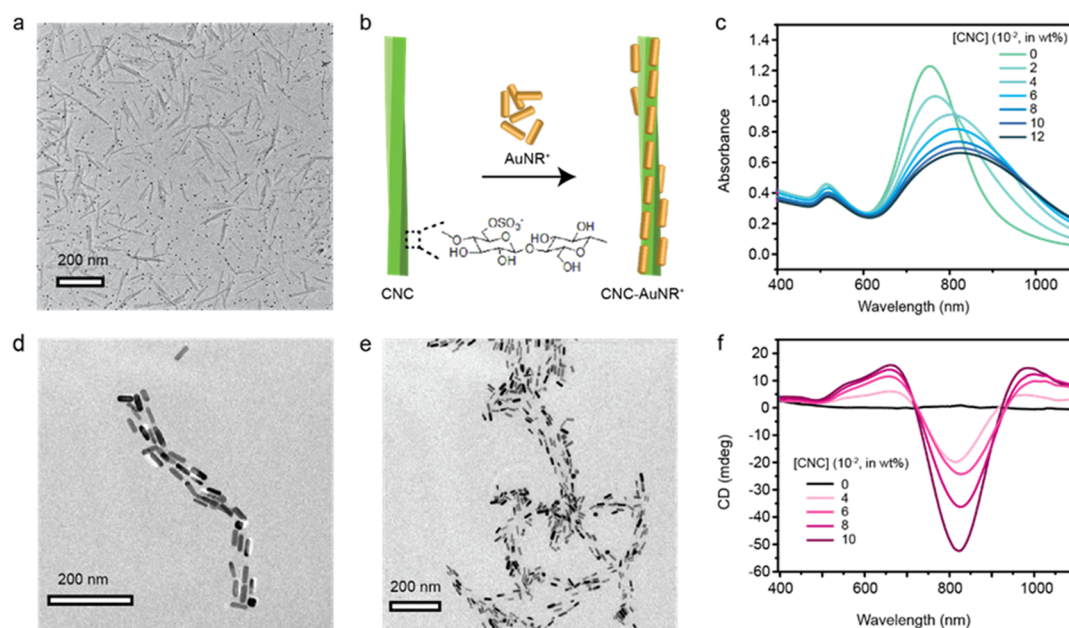 a
200 nm
b
AuNR⁺
OSO₃⁻
HO
OH
O
HO
OH
O
OH
O
CNC
CNC-AuNR⁺
c
[CNC] (10⁻², in wt%)
0
2
4
6
8
10
12
1.4
1.2
1.0
0.8
0.6
0.4
0.2
0.0
Absorbance
400
600
800
1000
Wavelength (nm)
d
200 nm
e
200 nm
f
20
10
0
-10
-20
-30
-40
-50
-60
CD (mdeg)
[CNC] (10⁻², in wt%)
0
4
6
8
10
400
600
800
1000
Wavelength (nm)